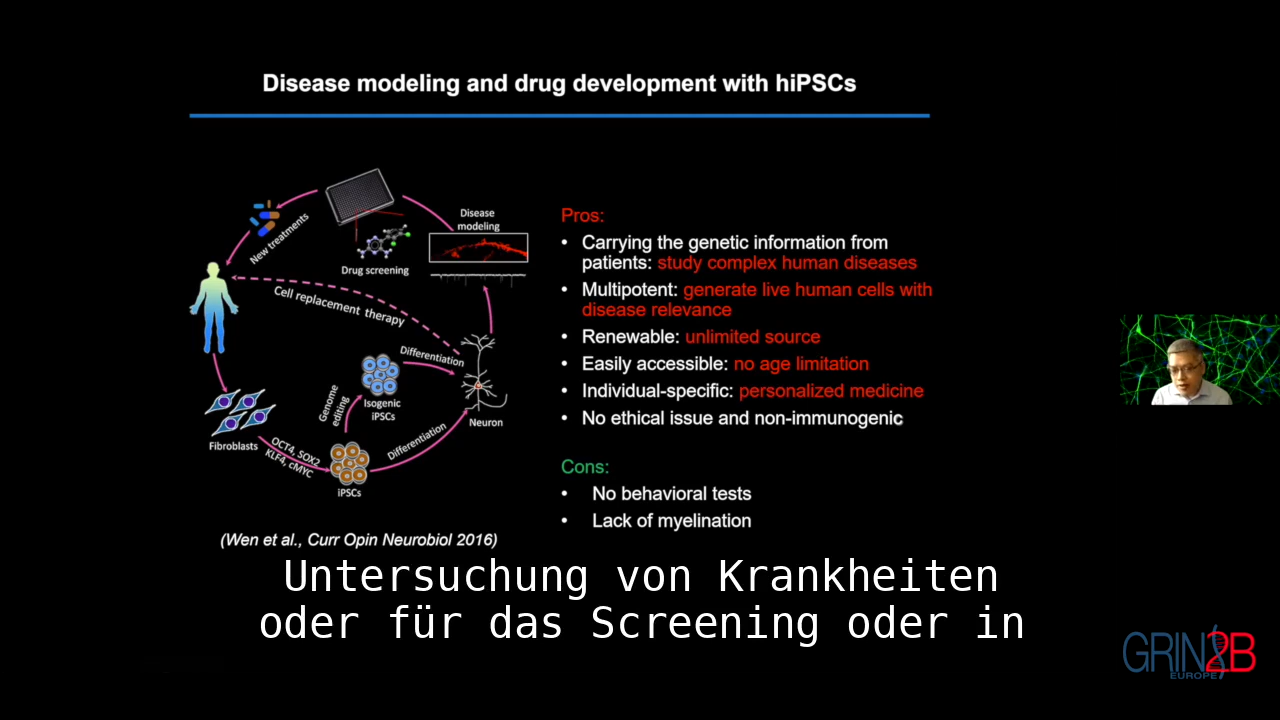 Disease modeling and drug development with hiPSCs
New treatments
Drug screening
Disease
modeling
Cell replacement therapy
Differentiation
Genome
editing
Isogenic
iPSCs
Neuron
Fibroblasts
OCT4, SOX2
KLF4, cMYC
Differentiation
iPSCs
(Wen et al., Curr Opin Neurobiol 2016)
Pros:
• Carrying the genetic information from
patients: study complex human diseases
• Multipotent: generate live human cells with
disease relevance
• Renewable: unlimited source
• Easily accessible: no age limitation
• Individual-specific: personalized medicine
• No ethical issue and non-immunogenic
Cons:
• No behavioral tests
• Lack of myelination
Untersuchung von Krankheiten
oder für das Screening oder in
GRIN2B
EUROPE